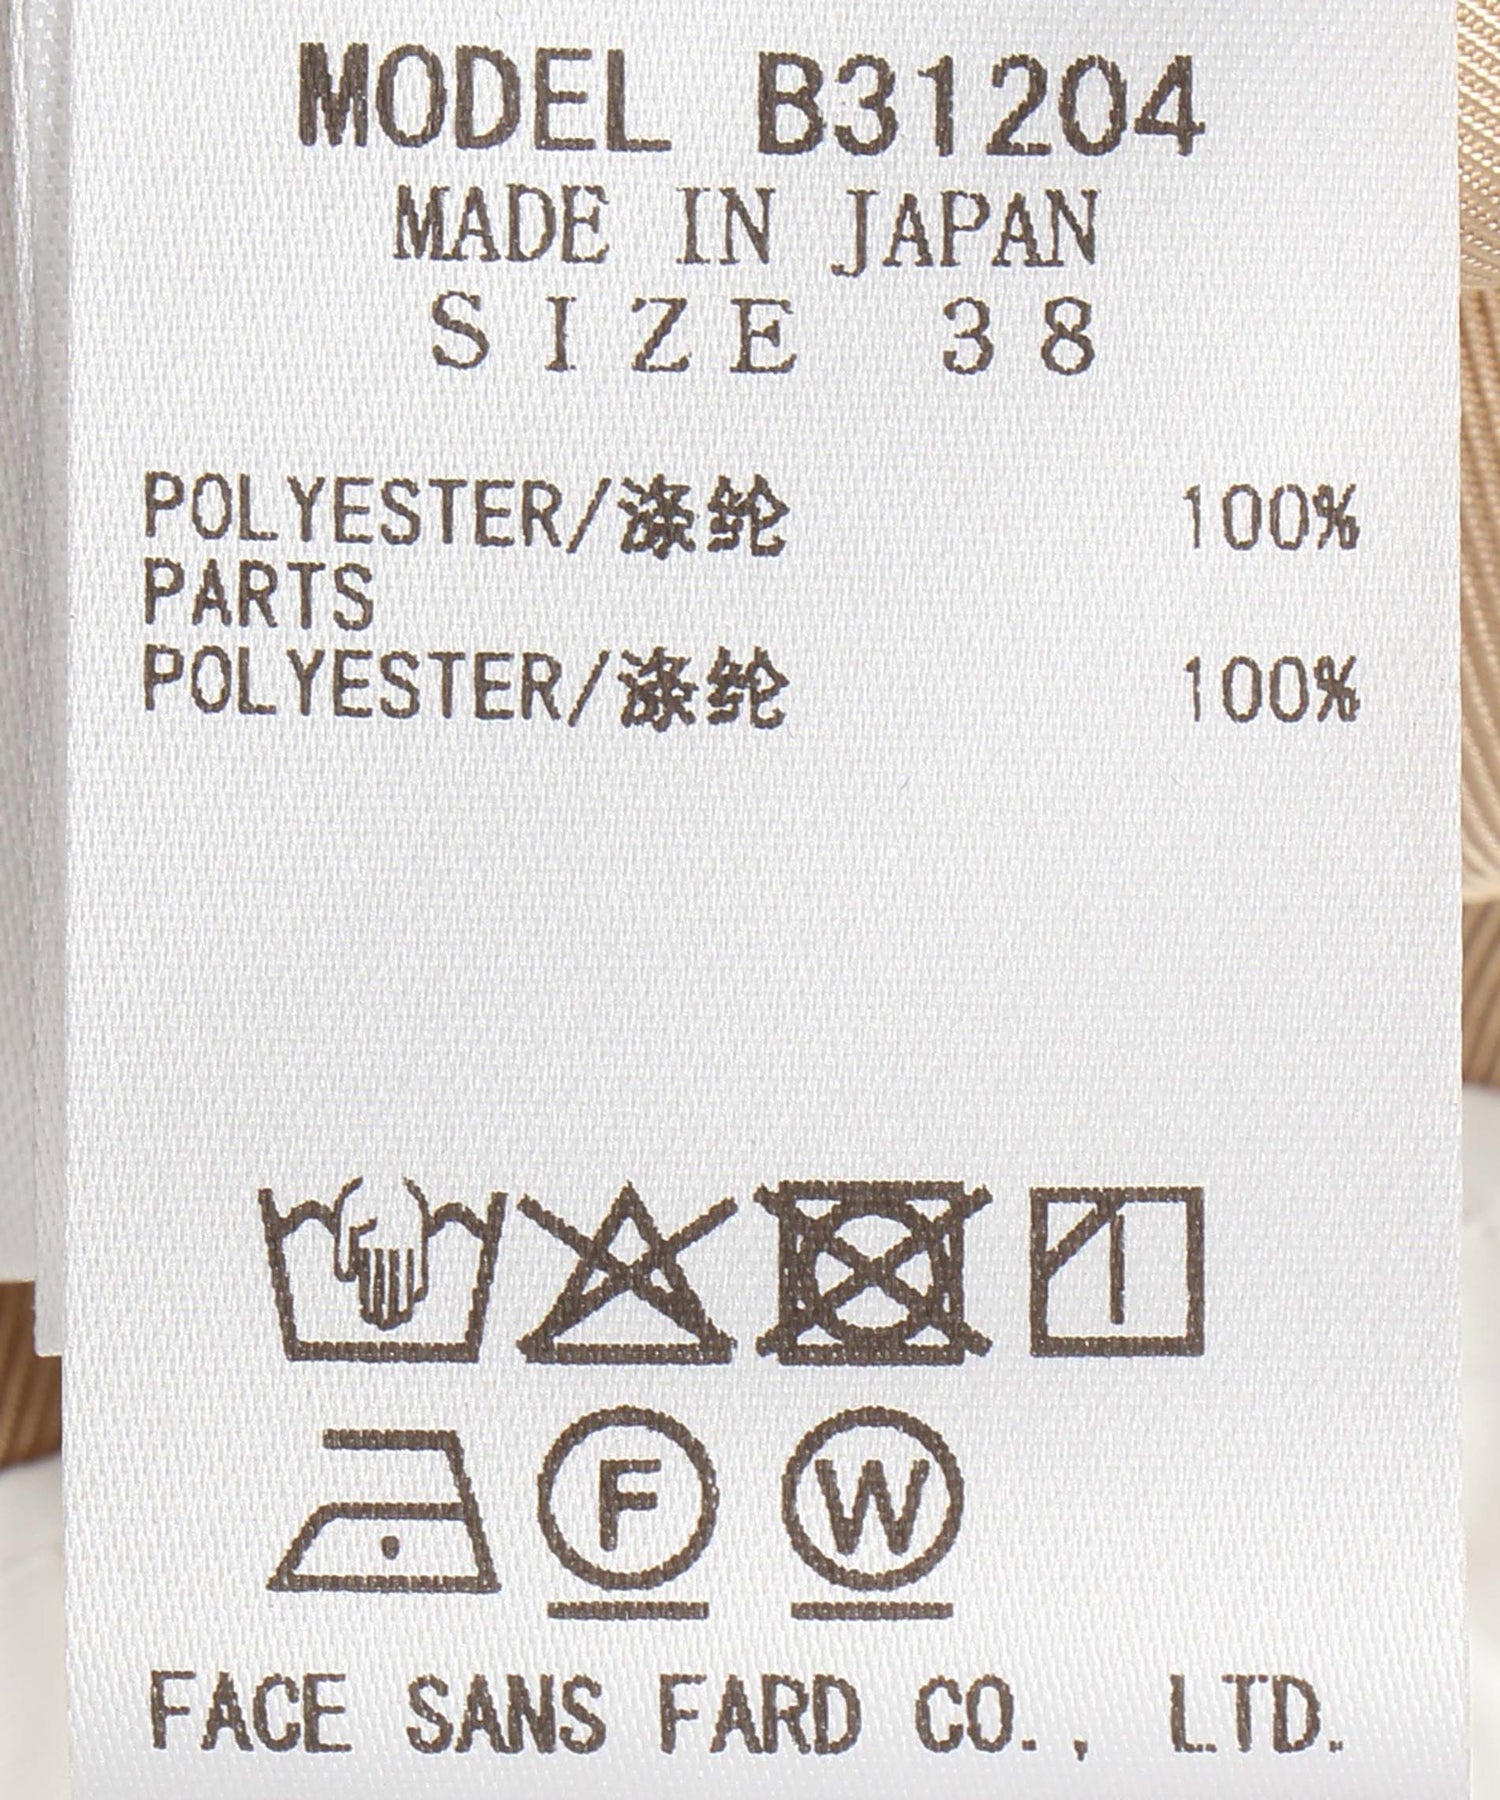 MODEL B31204
MADE IN JAPAN
SIZE 38
POLYESTER/涤纶 100%
PARTS
POLYESTER/涤纶 100%
F W
FACE SANS FARD CO., LTD.